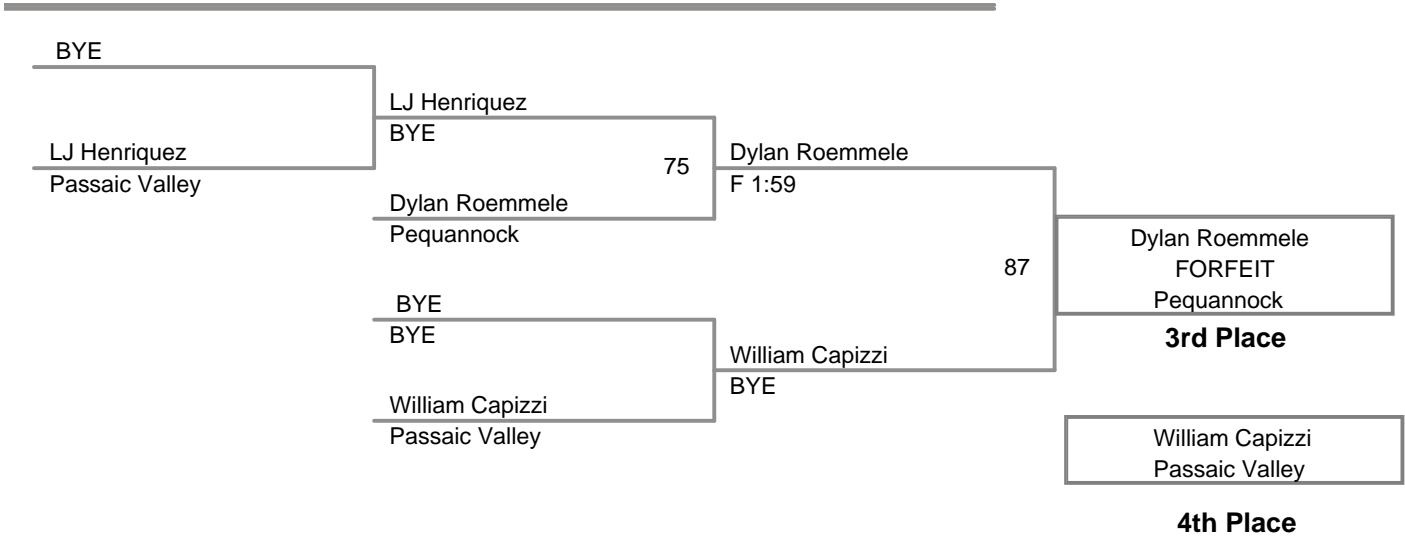 BYE
LJ Henriquez
Passaic Valley
LJ Henriquez
BYE
75
Dylan Roemmele
Pequannock
BYE
BYE
William Capizzi
Passaic Valley
Dylan Roemmele
F 1:59
87
William Capizzi
BYE
Dylan Roemmele
FORFEIT
Pequannock
3rd Place
William Capizzi
Passaic Valley
4th Place